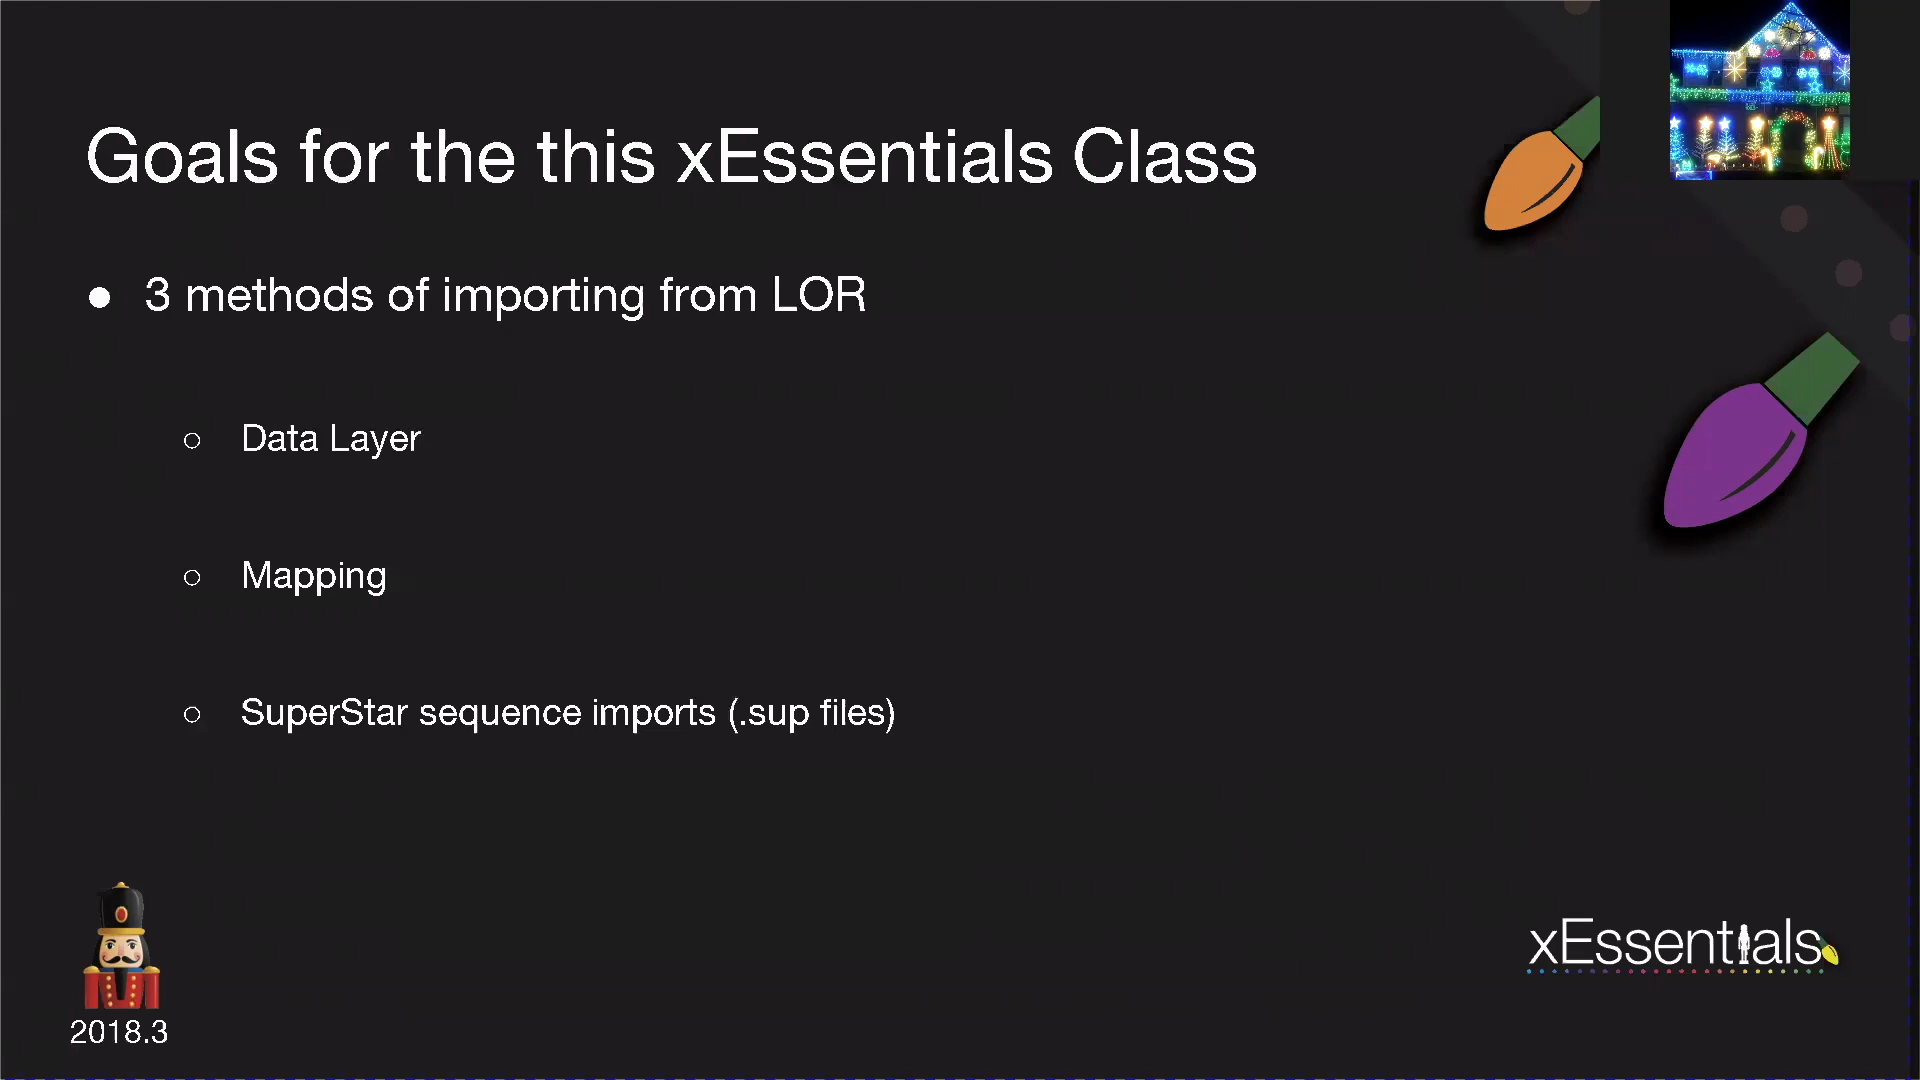 Goals for the this xEssentials Class
● 3 methods of importing from LOR
○ Data Layer
○ Mapping
○ SuperStar sequence imports (.sup files)
xEssentials
2018.3